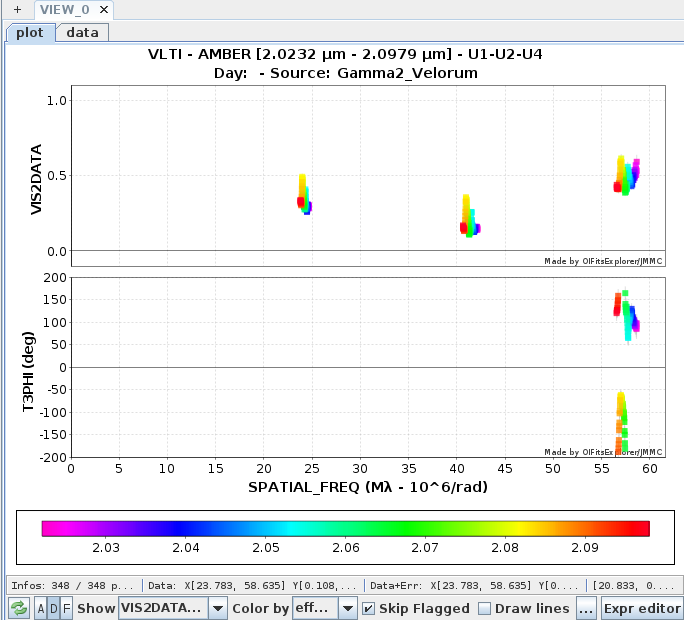 + VIEW_0 ×
plot data
VLTI - AMBER [2.0232 µm - 2.0979 µm] - U1-U2-U4
Day: - Source: Gamma2_Velorum
1.0
0.5
0.0
VIS2DATA
Made by OIFitsExplorer/JMMC
200
150
100
50
0
-50
-100
-150
-200
T3PHI (deg)
Made by OIFitsExplorer/JMMC
0 5 10 15 20 25 30 35 40 45 50 55 60
SPATIAL_FREQ (Mλ - 10^6/rad)
2.03 2.04 2.05 2.06 2.07 2.08 2.09
Infos: 348 / 348 p... Data: X[23.783, 58.635] Y[0.108,... Data+Err: X[23.783, 58.635] Y[0.... [20.833, 0....
A D F Show VIS2DATA... Color by eff... Skip Flagged Draw lines ... Expr editor